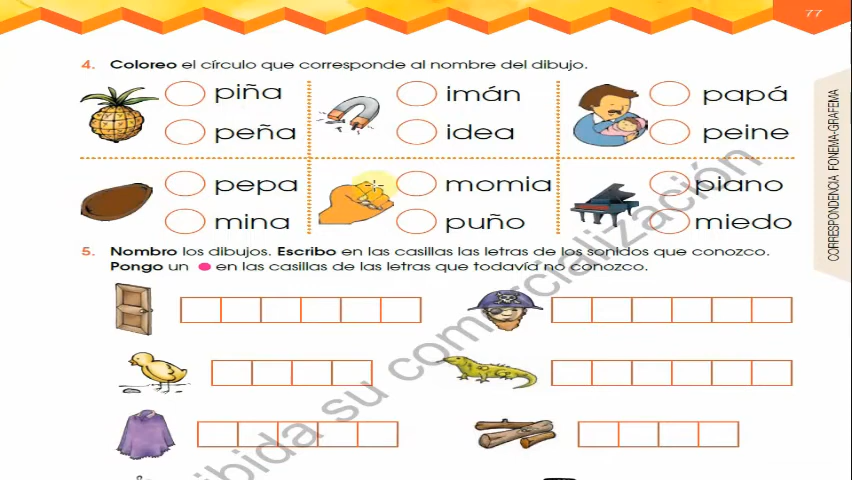 77
4. Coloreo el círculo que corresponde al nombre del dibujo.
piña
imán
papá
peña
idea
peine
pepa
momia
piano
mina
puño
miedo
5. Nombro los dibujos. Escribo en las casillas las letras de los sonidos que conozco.
Pongo un en las casillas de las letras que todavía no conozco.
CORRESPONDENCIA FONEMA-GRAFEMA
ibida su comercialización